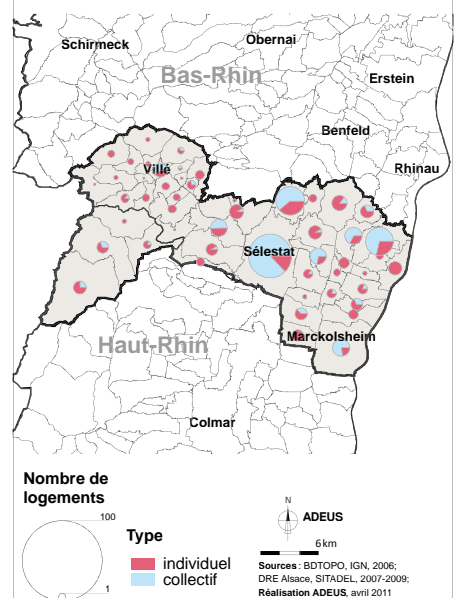 Schirmeck
Obernai
Bas-Rhin
Erstein
Benfeld
Rhinau
Villé
Sélestat
Marckolsheim
Haut-Rhin
Colmar
Nombre de
logements
100
1
Type
individuel
collectif
N
ADEUS
6 km
Sources : BDTOPO, IGN, 2006;
DRE Alsace, SITADEL, 2007-2009;
Réalisation ADEUS, avril 2011